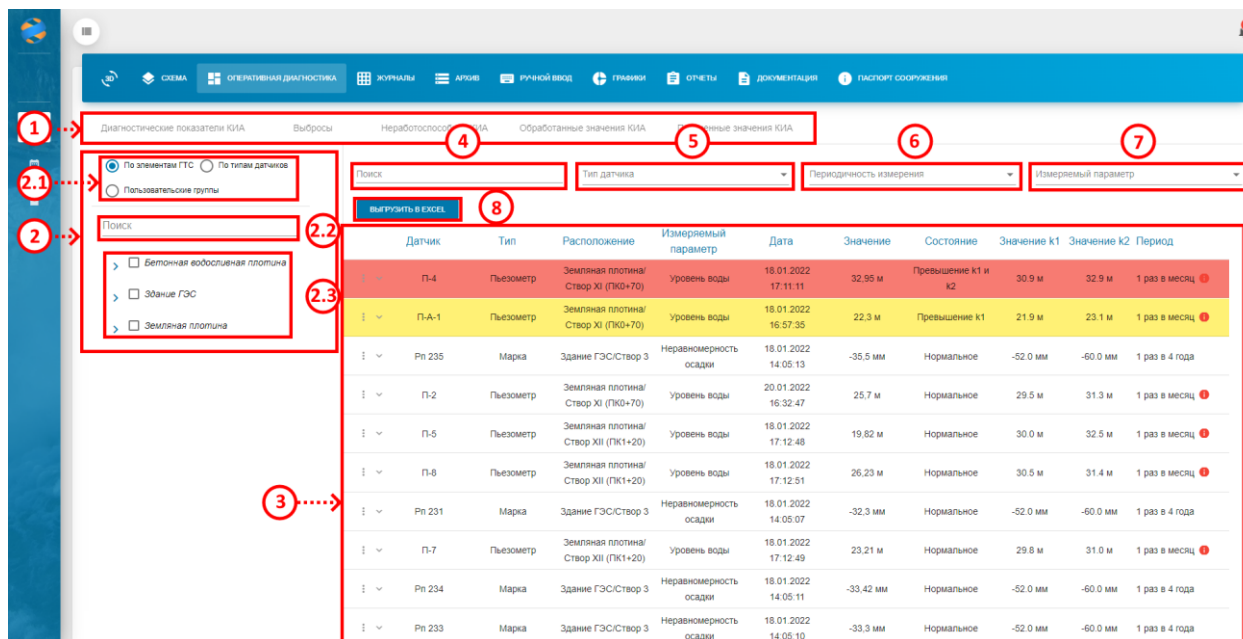 3D СХЕМА ОПЕРАТИВНАЯ ДИАГНОСТИКА ЖУРНАЛЫ АРХИВ РУЧНОЙ ВВОД ГРАФИКИ ОТЧЕТЫ ДОКУМЕНТАЦИЯ ПАСПОРТ СООРУЖЕНИЯ
1
Диагностические показатели КИА Выбросы КИА Обработанные значения КИА значения КИА
4 5 6 7
2.1
По элементам ГТС По типам датчиков
Пользовательские группы
Поиск Тип датчика Периодичность измерения Измеряемый параметр
ВЫГРУЗИТЬ В EXCEL 8
2
Поиск
2.2
2.3
Бетонная водосливная плотина
Здание ГЭС
Земляная плотина
3
Датчик Тип Расположение Измеряемый параметр Дата Значение Состояние Значение k1 Значение k2 Период
П-4 Пьезометр Земляная плотина/ Створ XI (ПК0+70) Уровень воды 18.01.2022 17:11:11 32,95 м Превышение k1 и k2 30.9 м 32.9 м 1 раз в месяц
П-А-1 Пьезометр Земляная плотина/ Створ XI (ПК0+70) Уровень воды 18.01.2022 16:57:35 22,3 м Превышение k1 21.9 м 23.1 м 1 раз в месяц
Рп 235 Марка Здание ГЭС/Створ 3 Неравномерность осадки 18.01.2022 14:05:13 -35,5 мм Нормальное -52.0 мм -60.0 мм 1 раз в 4 года
П-2 Пьезометр Земляная плотина/ Створ XI (ПК0+70) Уровень воды 20.01.2022 16:32:47 25,7 м Нормальное 29.5 м 31.3 м 1 раз в месяц
П-5 Пьезометр Земляная плотина/ Створ XII (ПК1+20) Уровень воды 18.01.2022 17:12:48 19,82 м Нормальное 30.0 м 32.5 м 1 раз в месяц
П-8 Пьезометр Земляная плотина/ Створ XII (ПК1+20) Уровень воды 18.01.2022 17:12:51 26,23 м Нормальное 30.5 м 31.4 м 1 раз в месяц
Рп 231 Марка Здание ГЭС/Створ 3 Неравномерность осадки 18.01.2022 14:05:07 -32,3 мм Нормальное -52.0 мм -60.0 мм 1 раз в 4 года
П-7 Пьезометр Земляная плотина/ Створ XII (ПК1+20) Уровень воды 18.01.2022 17:12:49 23,21 м Нормальное 29.8 м 31.0 м 1 раз в месяц
Рп 234 Марка Здание ГЭС/Створ 3 Неравномерность осадки 18.01.2022 14:05:11 -33,42 мм Нормальное -52.0 мм -60.0 мм 1 раз в 4 года
Рп 233 Марка Здание ГЭС/Створ 3 Неравномерность осадки 18.01.2022 14:05:10 -33,3 мм Нормальное -52.0 мм -60.0 мм 1 раз в 4 года